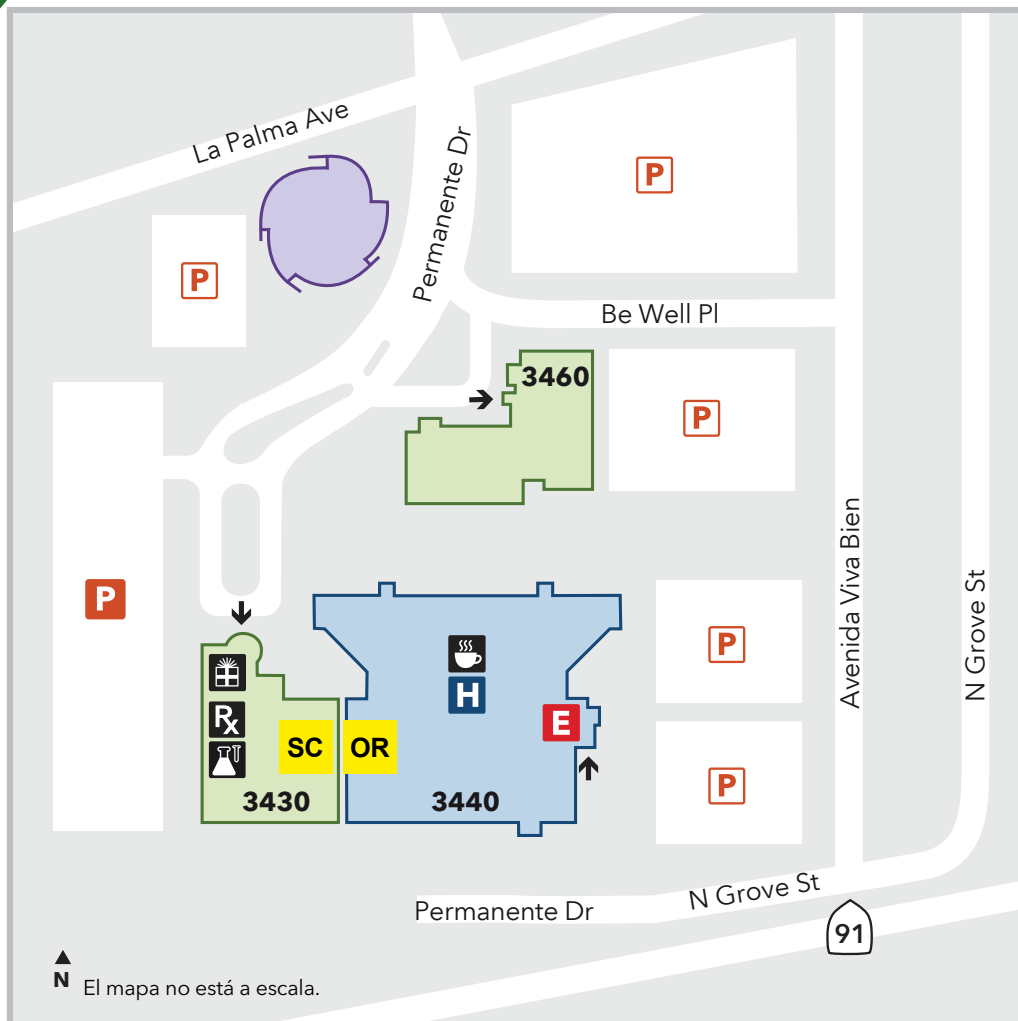 La Palma Ave
Permanente Dr
P
P
Be Well Pl
3460
P
Avenida Viva Bien
N Grove St
P
P
H
Rx
E
SC
OR
3430
3440
P
N Grove St
Permanente Dr
91
N
El mapa no está a escala.